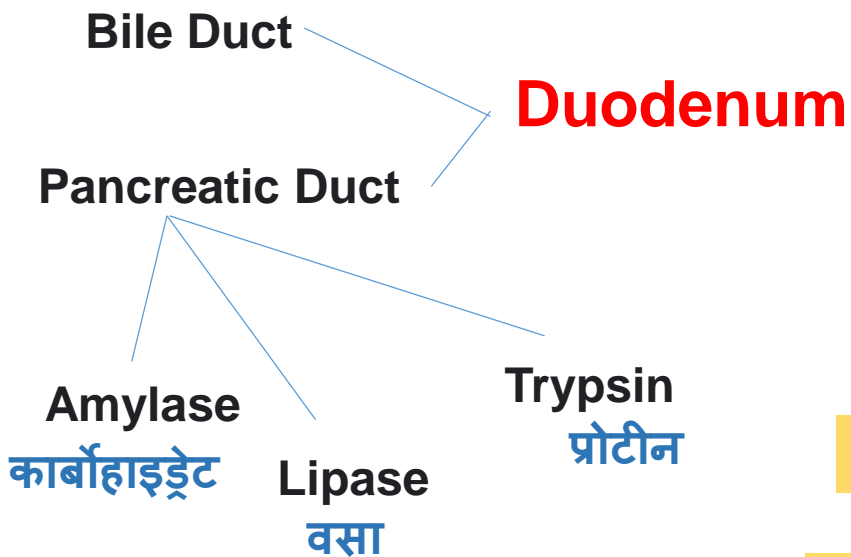 Bile Duct
Duodenum
Pancreatic Duct
Amylase
कार्बोहाइड्रेट
Lipase
वसा
Trypsin
प्रोटीन